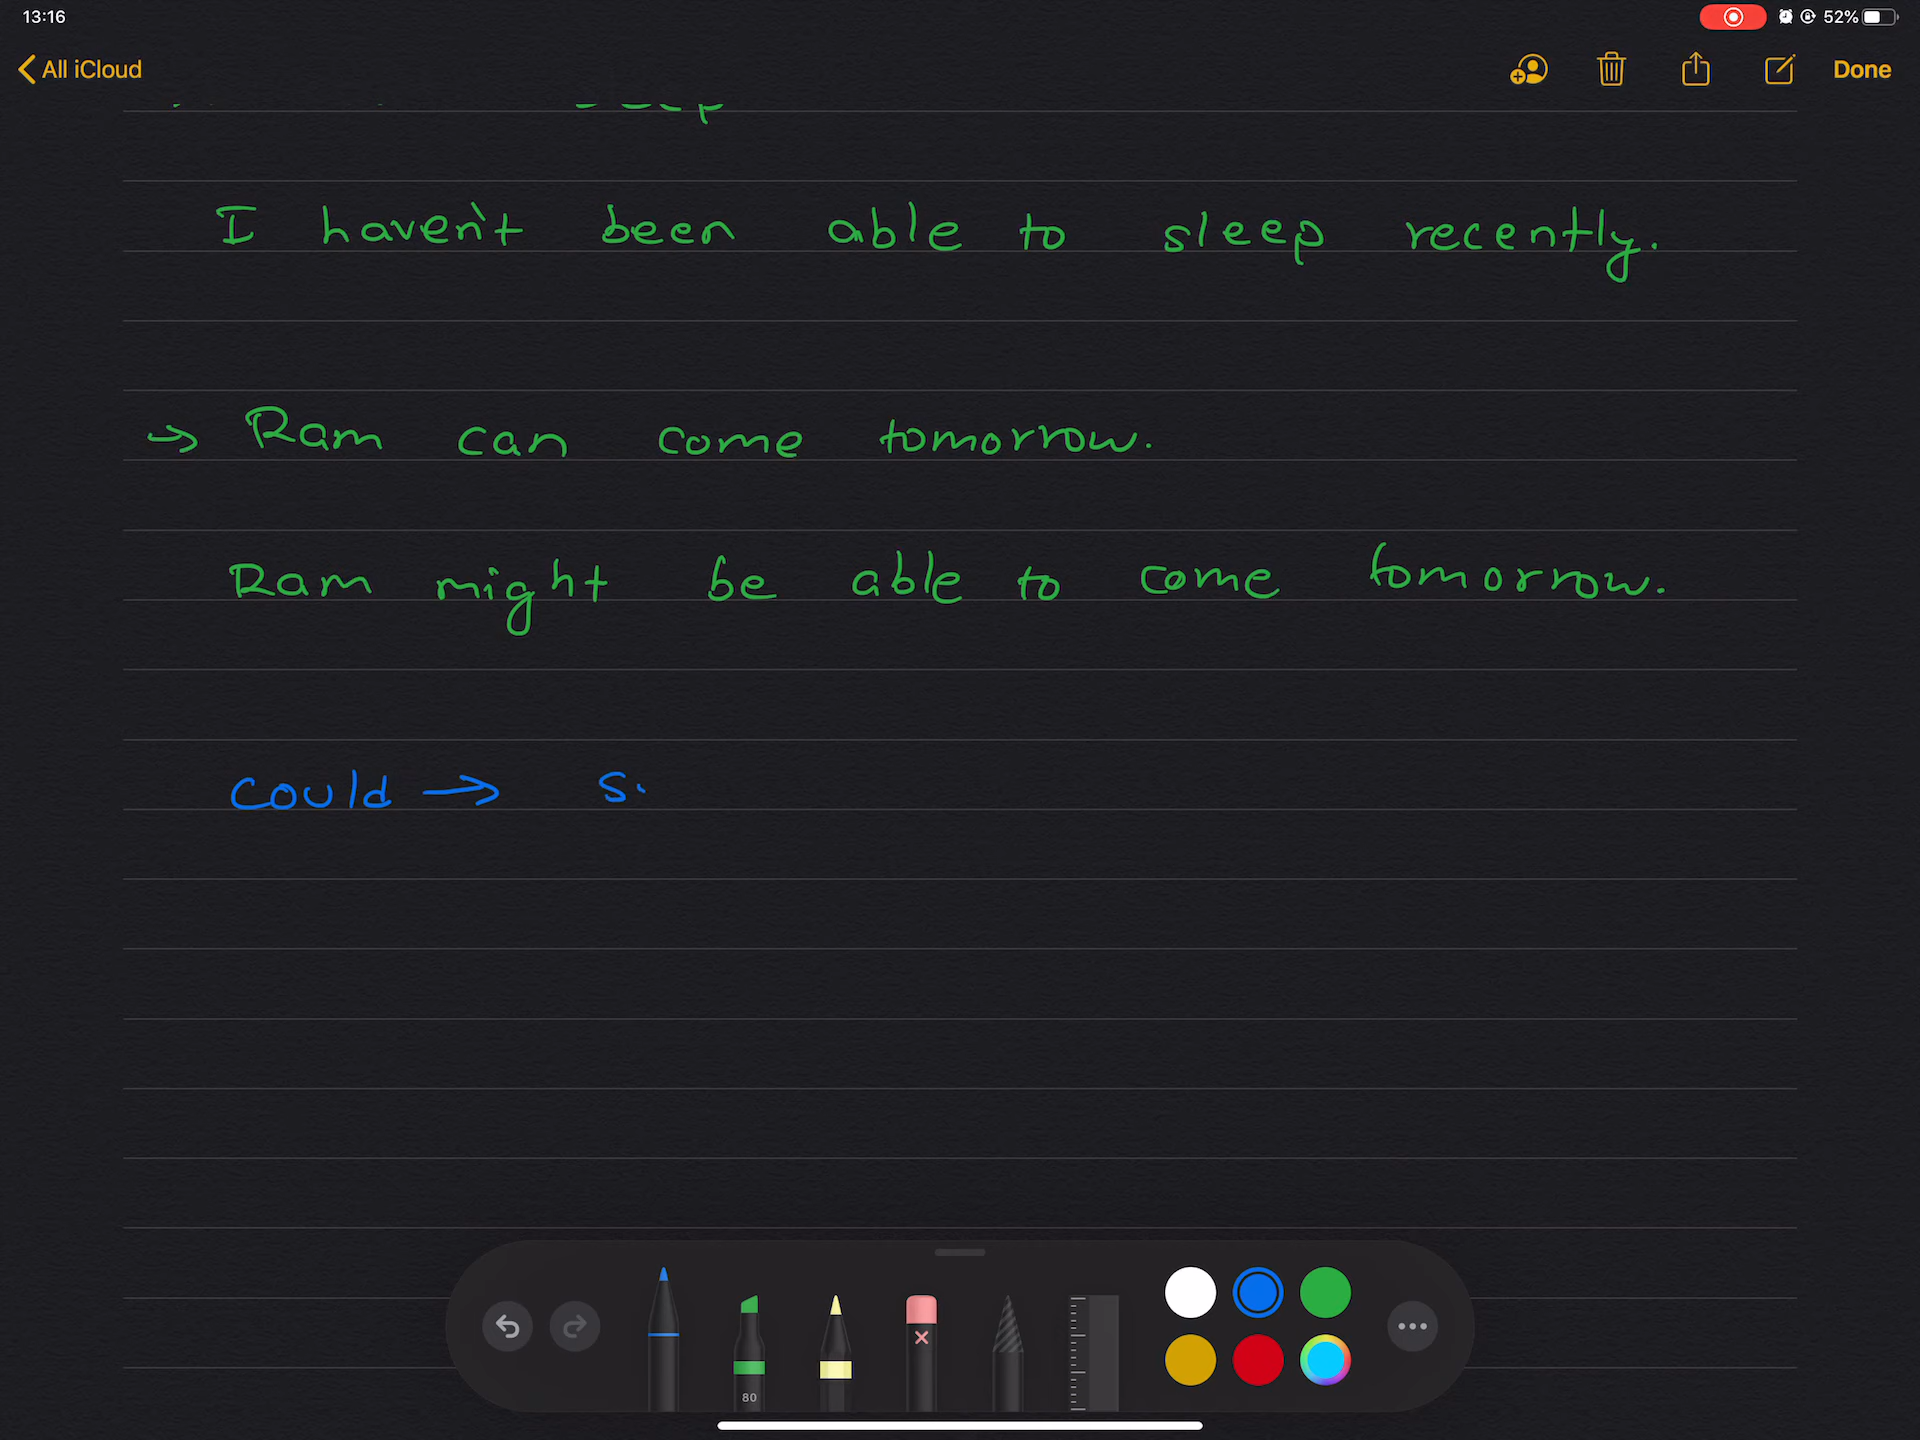 13:16
52%
All iCloud
Done
I haven't been able to sleep recently.
→ Ram can come tomorrow.
Ram might be able to come tomorrow.
could → s
80